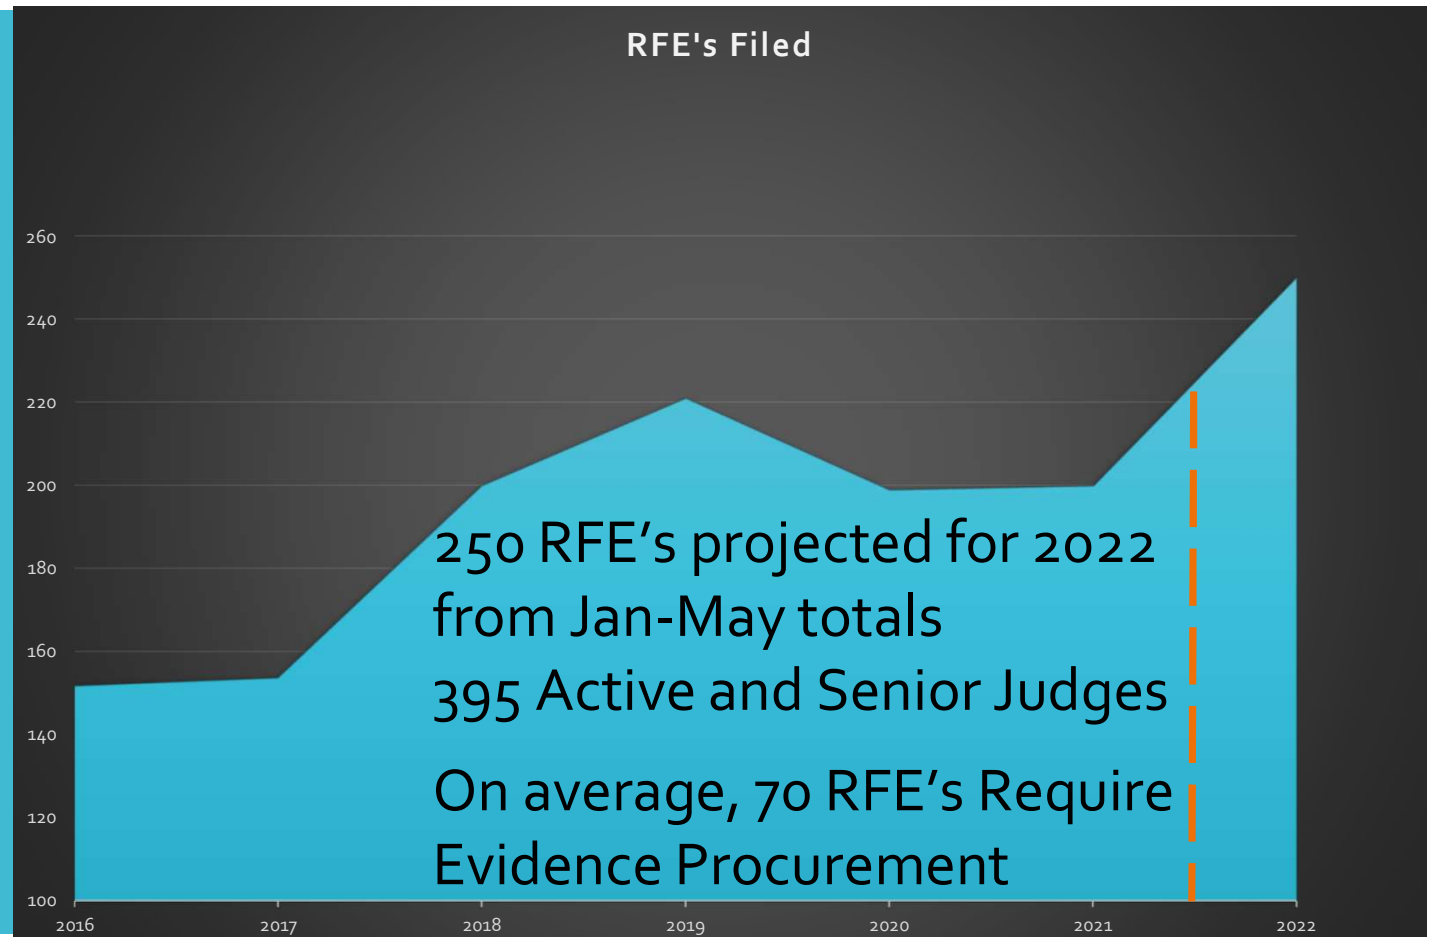 RFE's Filed
260
240
220
200
180
160
140
120
100
250 RFE’s projected for 2022
from Jan-May totals
395 Active and Senior Judges
On average, 70 RFE’s Require
Evidence Procurement
2016 2017 2018 2019 2020 2021 2022